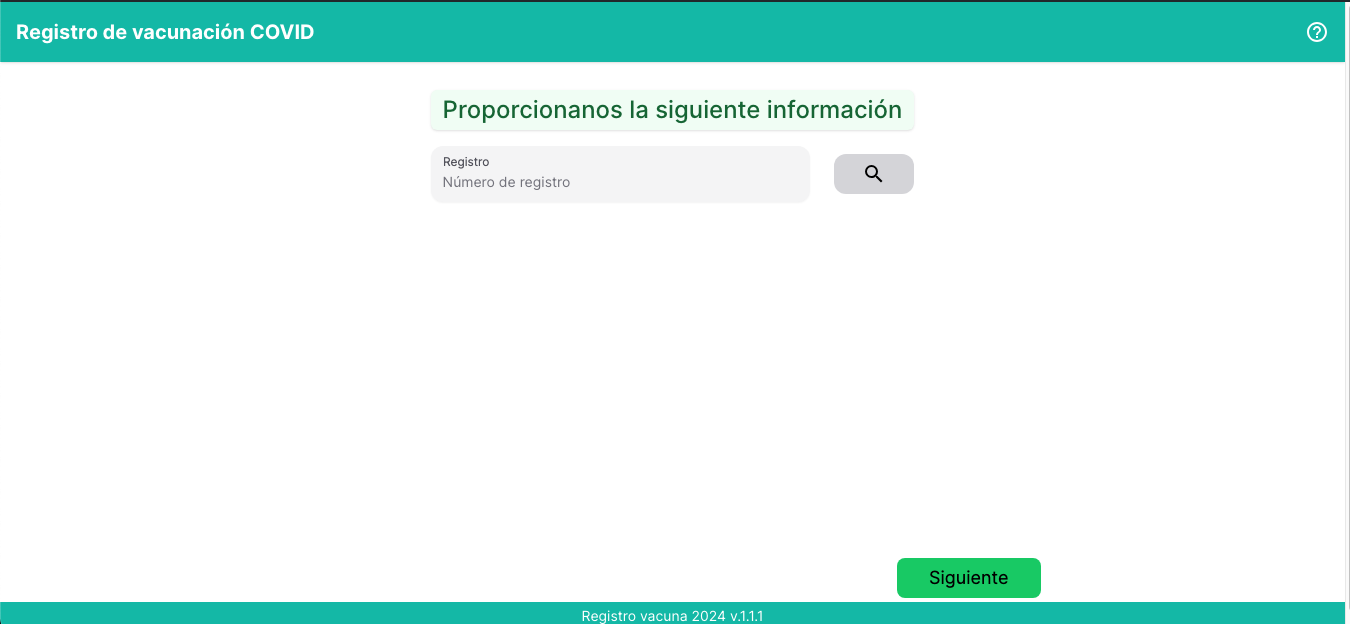 Registro de vacunación COVID
Proporcionanos la siguiente información
Registro
Número de registro
Siguiente
Registro vacuna 2024 v.1.1.1